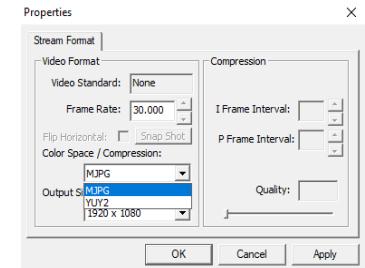 Properties
Stream Format
Video Format
Compression
Video Standard: None
Frame Rate: 30.000
I Frame Interval:
Flip Horizontal: Snap Shot
P Frame Interval:
Color Space / Compression:
MJPG
Output S
MJPG
YUY2
Quality:
1920 x 1080
OK Cancel Apply